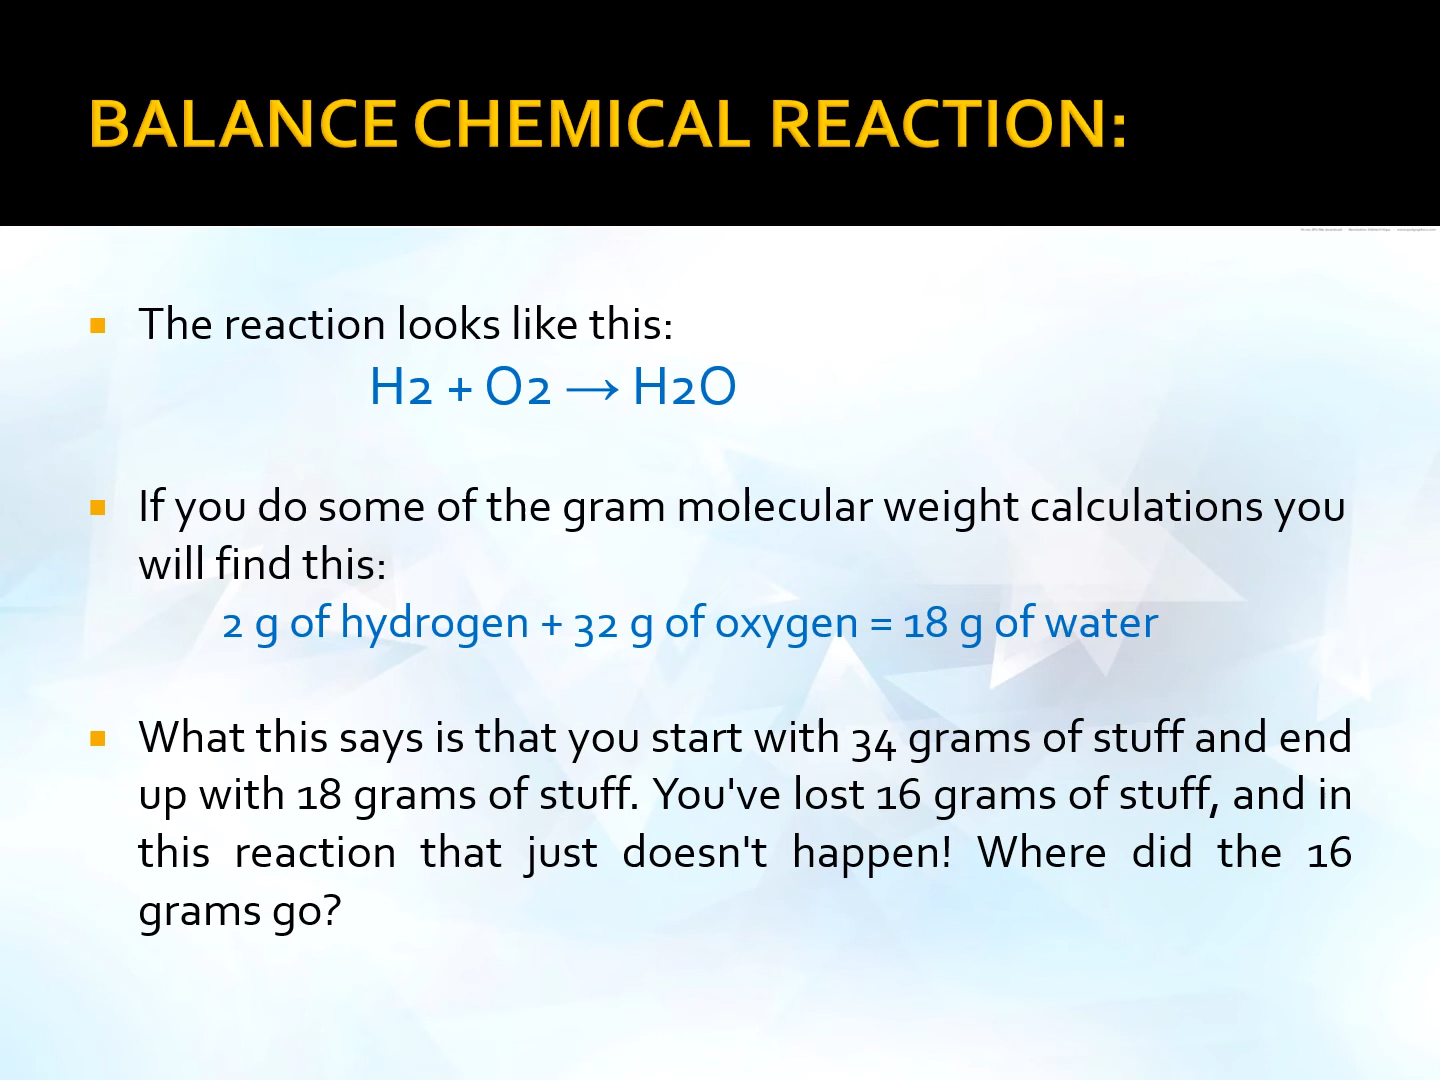 BALANCE CHEMICAL REACTION:
The reaction looks like this:
H2 + O2 → H2O
If you do some of the gram molecular weight calculations you
will find this:
2 g of hydrogen + 32 g of oxygen = 18 g of water
What this says is that you start with 34 grams of stuff and end
up with 18 grams of stuff. You've lost 16 grams of stuff, and in
this reaction that just doesn't happen! Where did the 16
grams go?